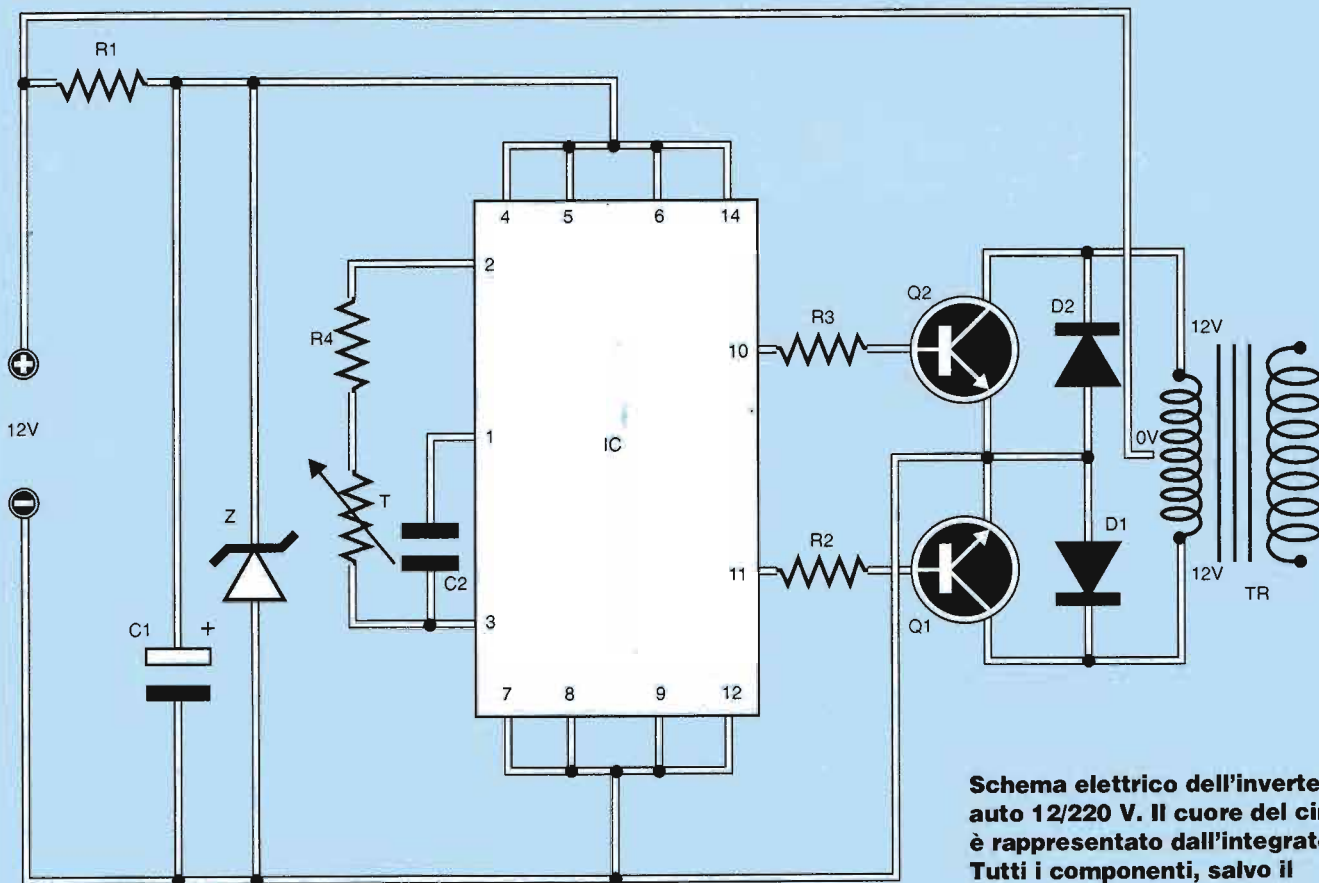 R1
4 5 6 14
2
Q2
D2
12V
R4
R3
10
1
12V
IC
0V
T
Z
D1
R2
C2
11
12V
TR
3
Q1
C1 +
7 8 9 12
Schema elettrico dell'inverte
auto 12/220 V. Il cuore del ci
è rappresentato dall'integrat
Tutti i componenti, salvo il